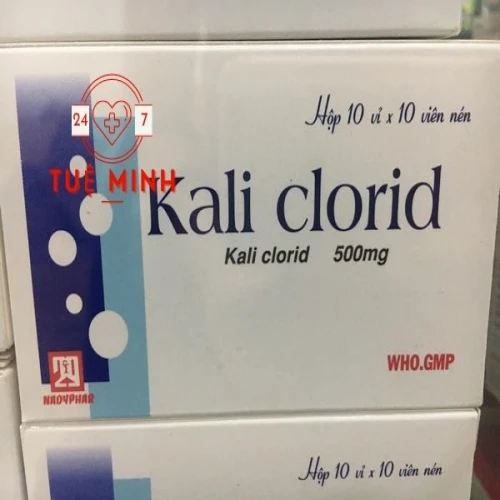 Hộp 10 vỉ x 10 viên nén
24 7
TUỆ MINH
Kali clorid
Kali clorid 500mg
WHO.GMP
NADYPHAR
Hộp 10 vỉ x 10 viên nén